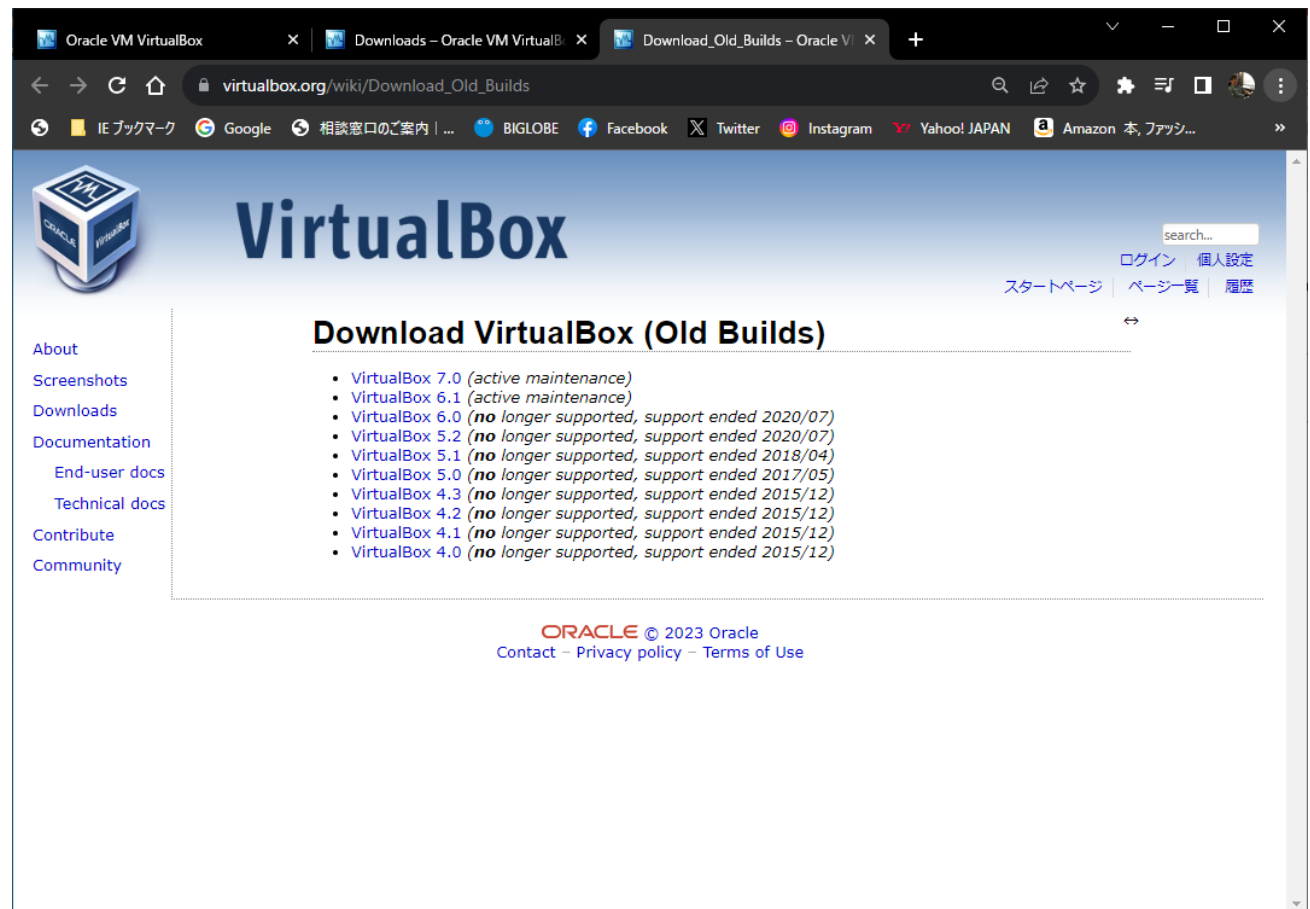 Oracle VM VirtualBox
Downloads – Oracle VM VirtualBo
Download_Old_Builds – Oracle V
virtualbox.org/wiki/Download_Old_Builds
IE ブックマーク Google 相談窓口のご案内 | ... BIGLOBE Facebook Twitter Instagram Yahoo! JAPAN Amazon 本, ファッシ... »
ORACLE VirtualBox
VirtualBox
search...
ログイン 個人設定
スタートページ ページ一覧 履歴
About
Screenshots
Downloads
Documentation
End-user docs
Technical docs
Contribute
Community
Download VirtualBox (Old Builds)
• VirtualBox 7.0 (active maintenance)
• VirtualBox 6.1 (active maintenance)
• VirtualBox 6.0 (no longer supported, support ended 2020/07)
• VirtualBox 5.2 (no longer supported, support ended 2020/07)
• VirtualBox 5.1 (no longer supported, support ended 2018/04)
• VirtualBox 5.0 (no longer supported, support ended 2017/05)
• VirtualBox 4.3 (no longer supported, support ended 2015/12)
• VirtualBox 4.2 (no longer supported, support ended 2015/12)
• VirtualBox 4.1 (no longer supported, support ended 2015/12)
• VirtualBox 4.0 (no longer supported, support ended 2015/12)
ORACLE © 2023 Oracle
Contact – Privacy policy – Terms of Use